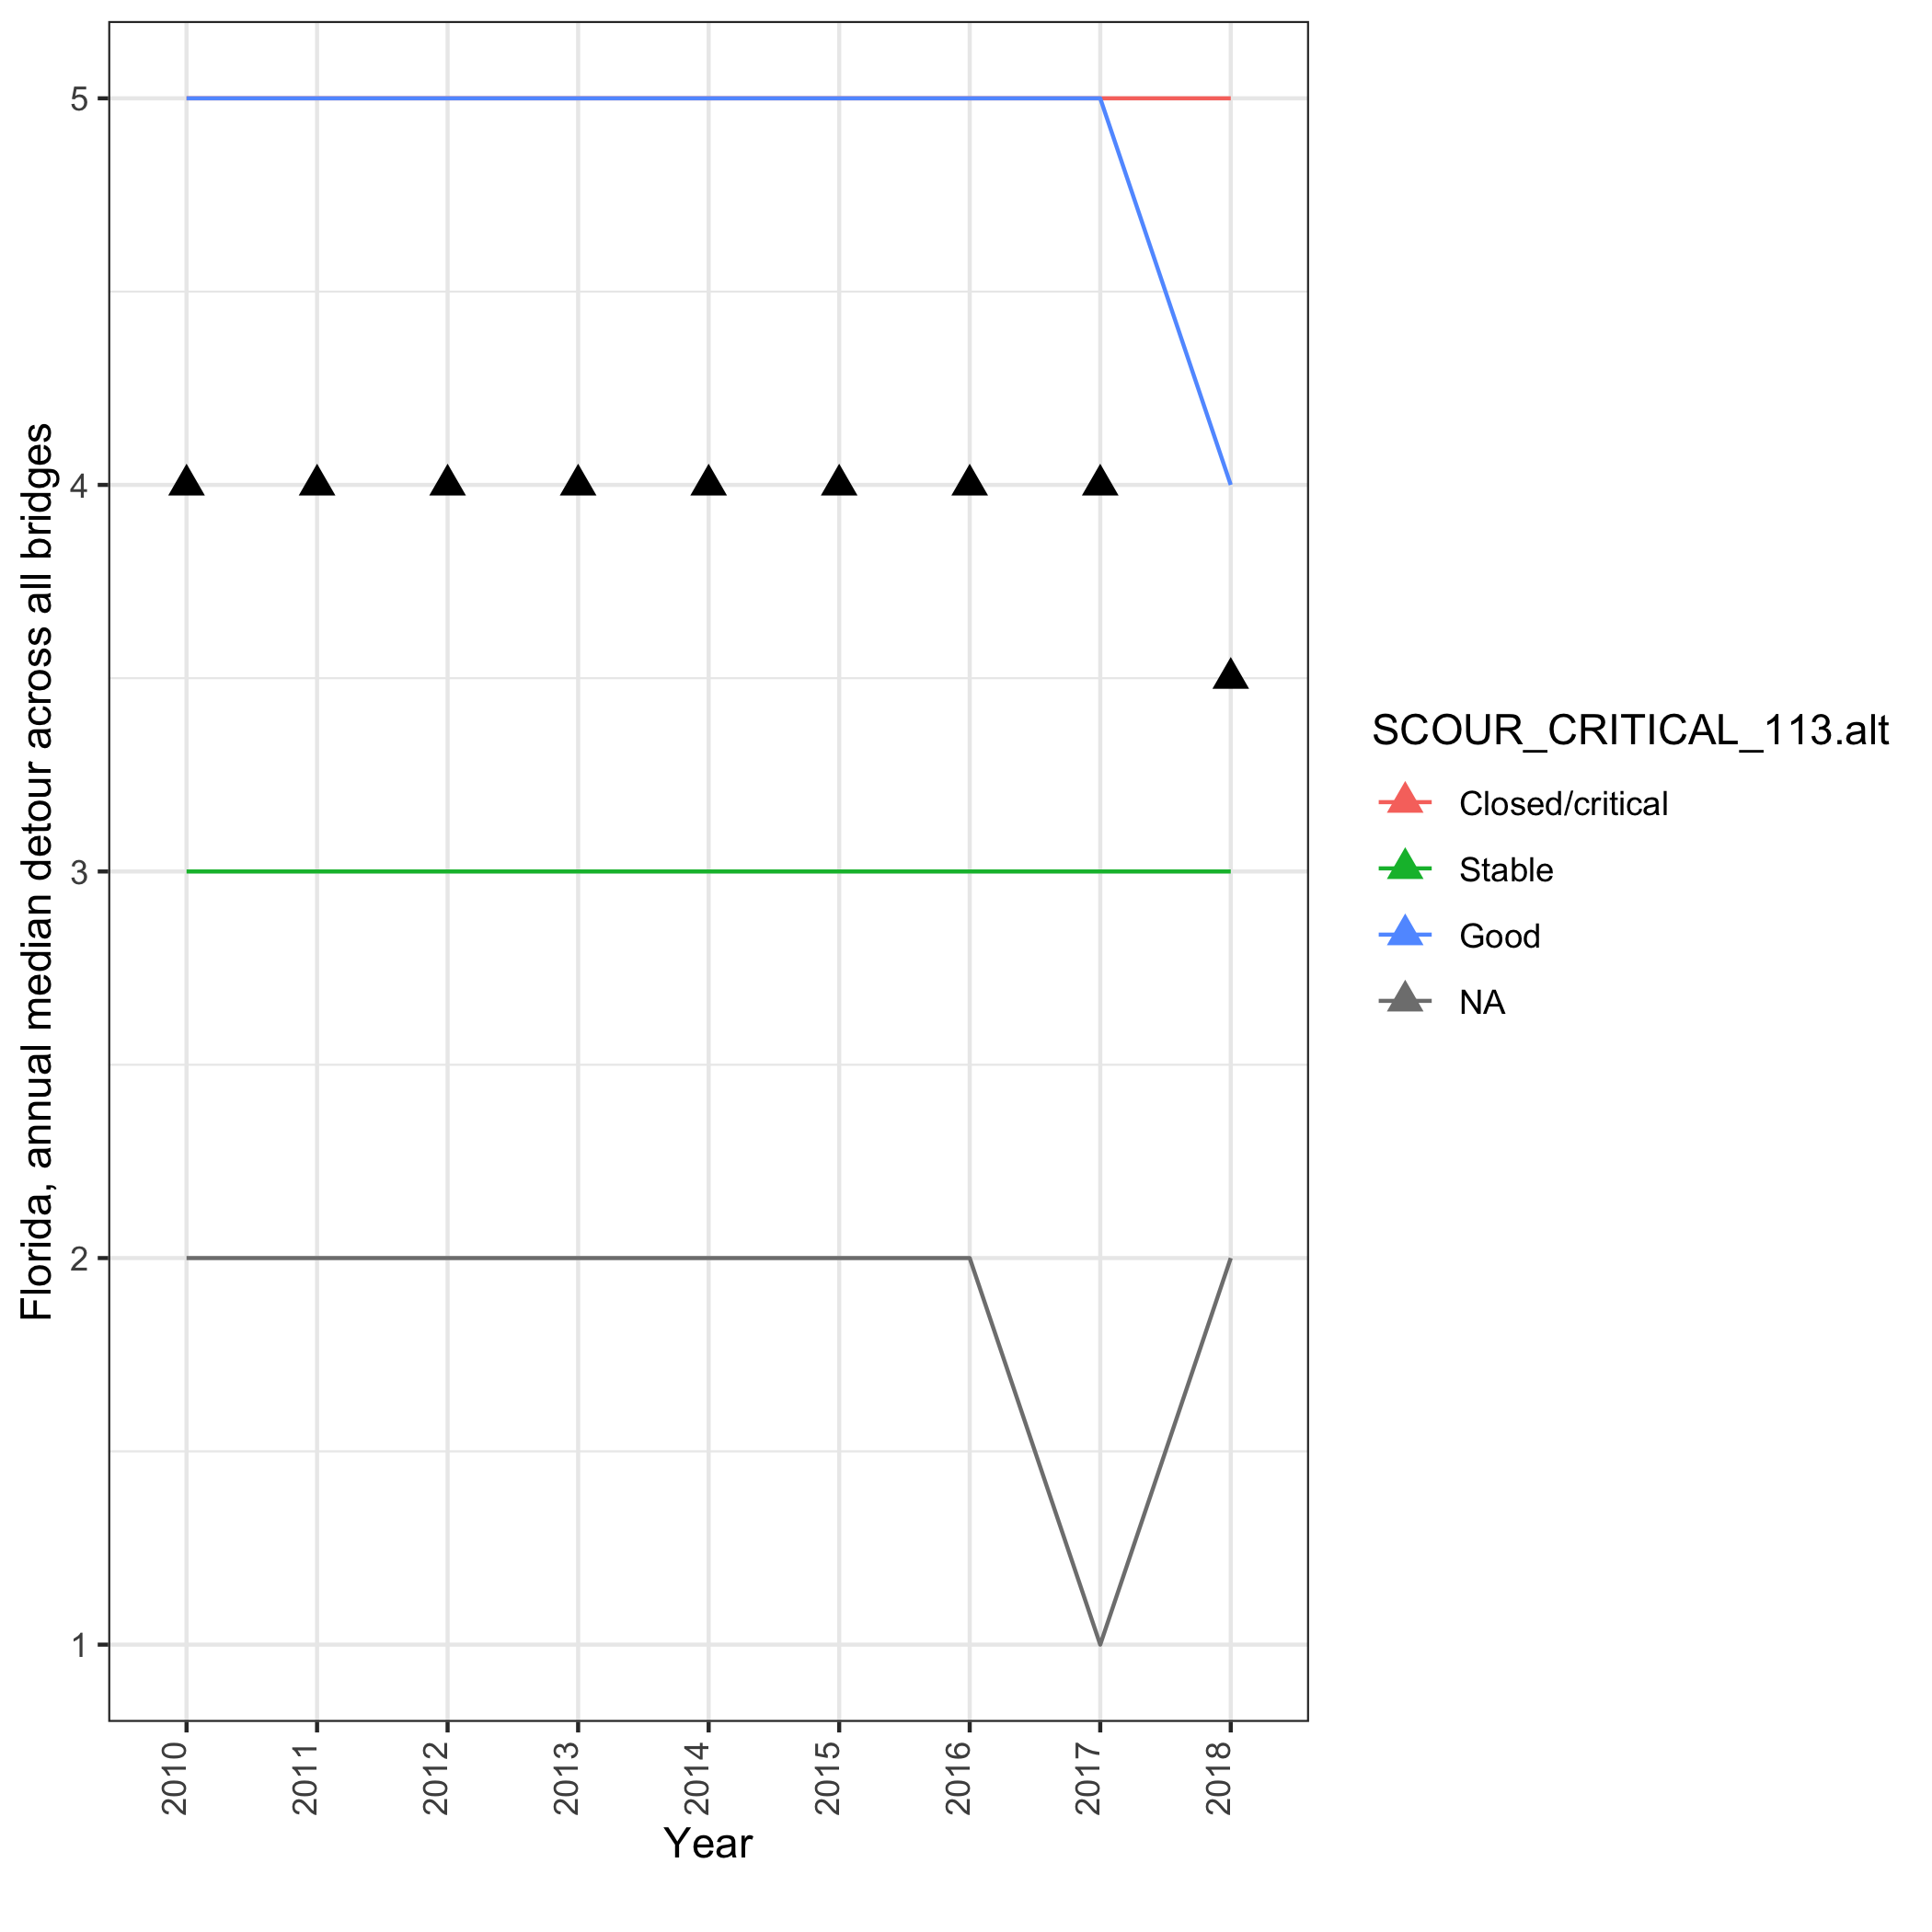 Florida, annual median detour across all bridges
5
4
3
2
1
2010
2011
2012
2013
2014
2015
2016
2017
2018
Year
SCOUR_CRITICAL_113.alt
Closed/critical
Stable
Good
NA